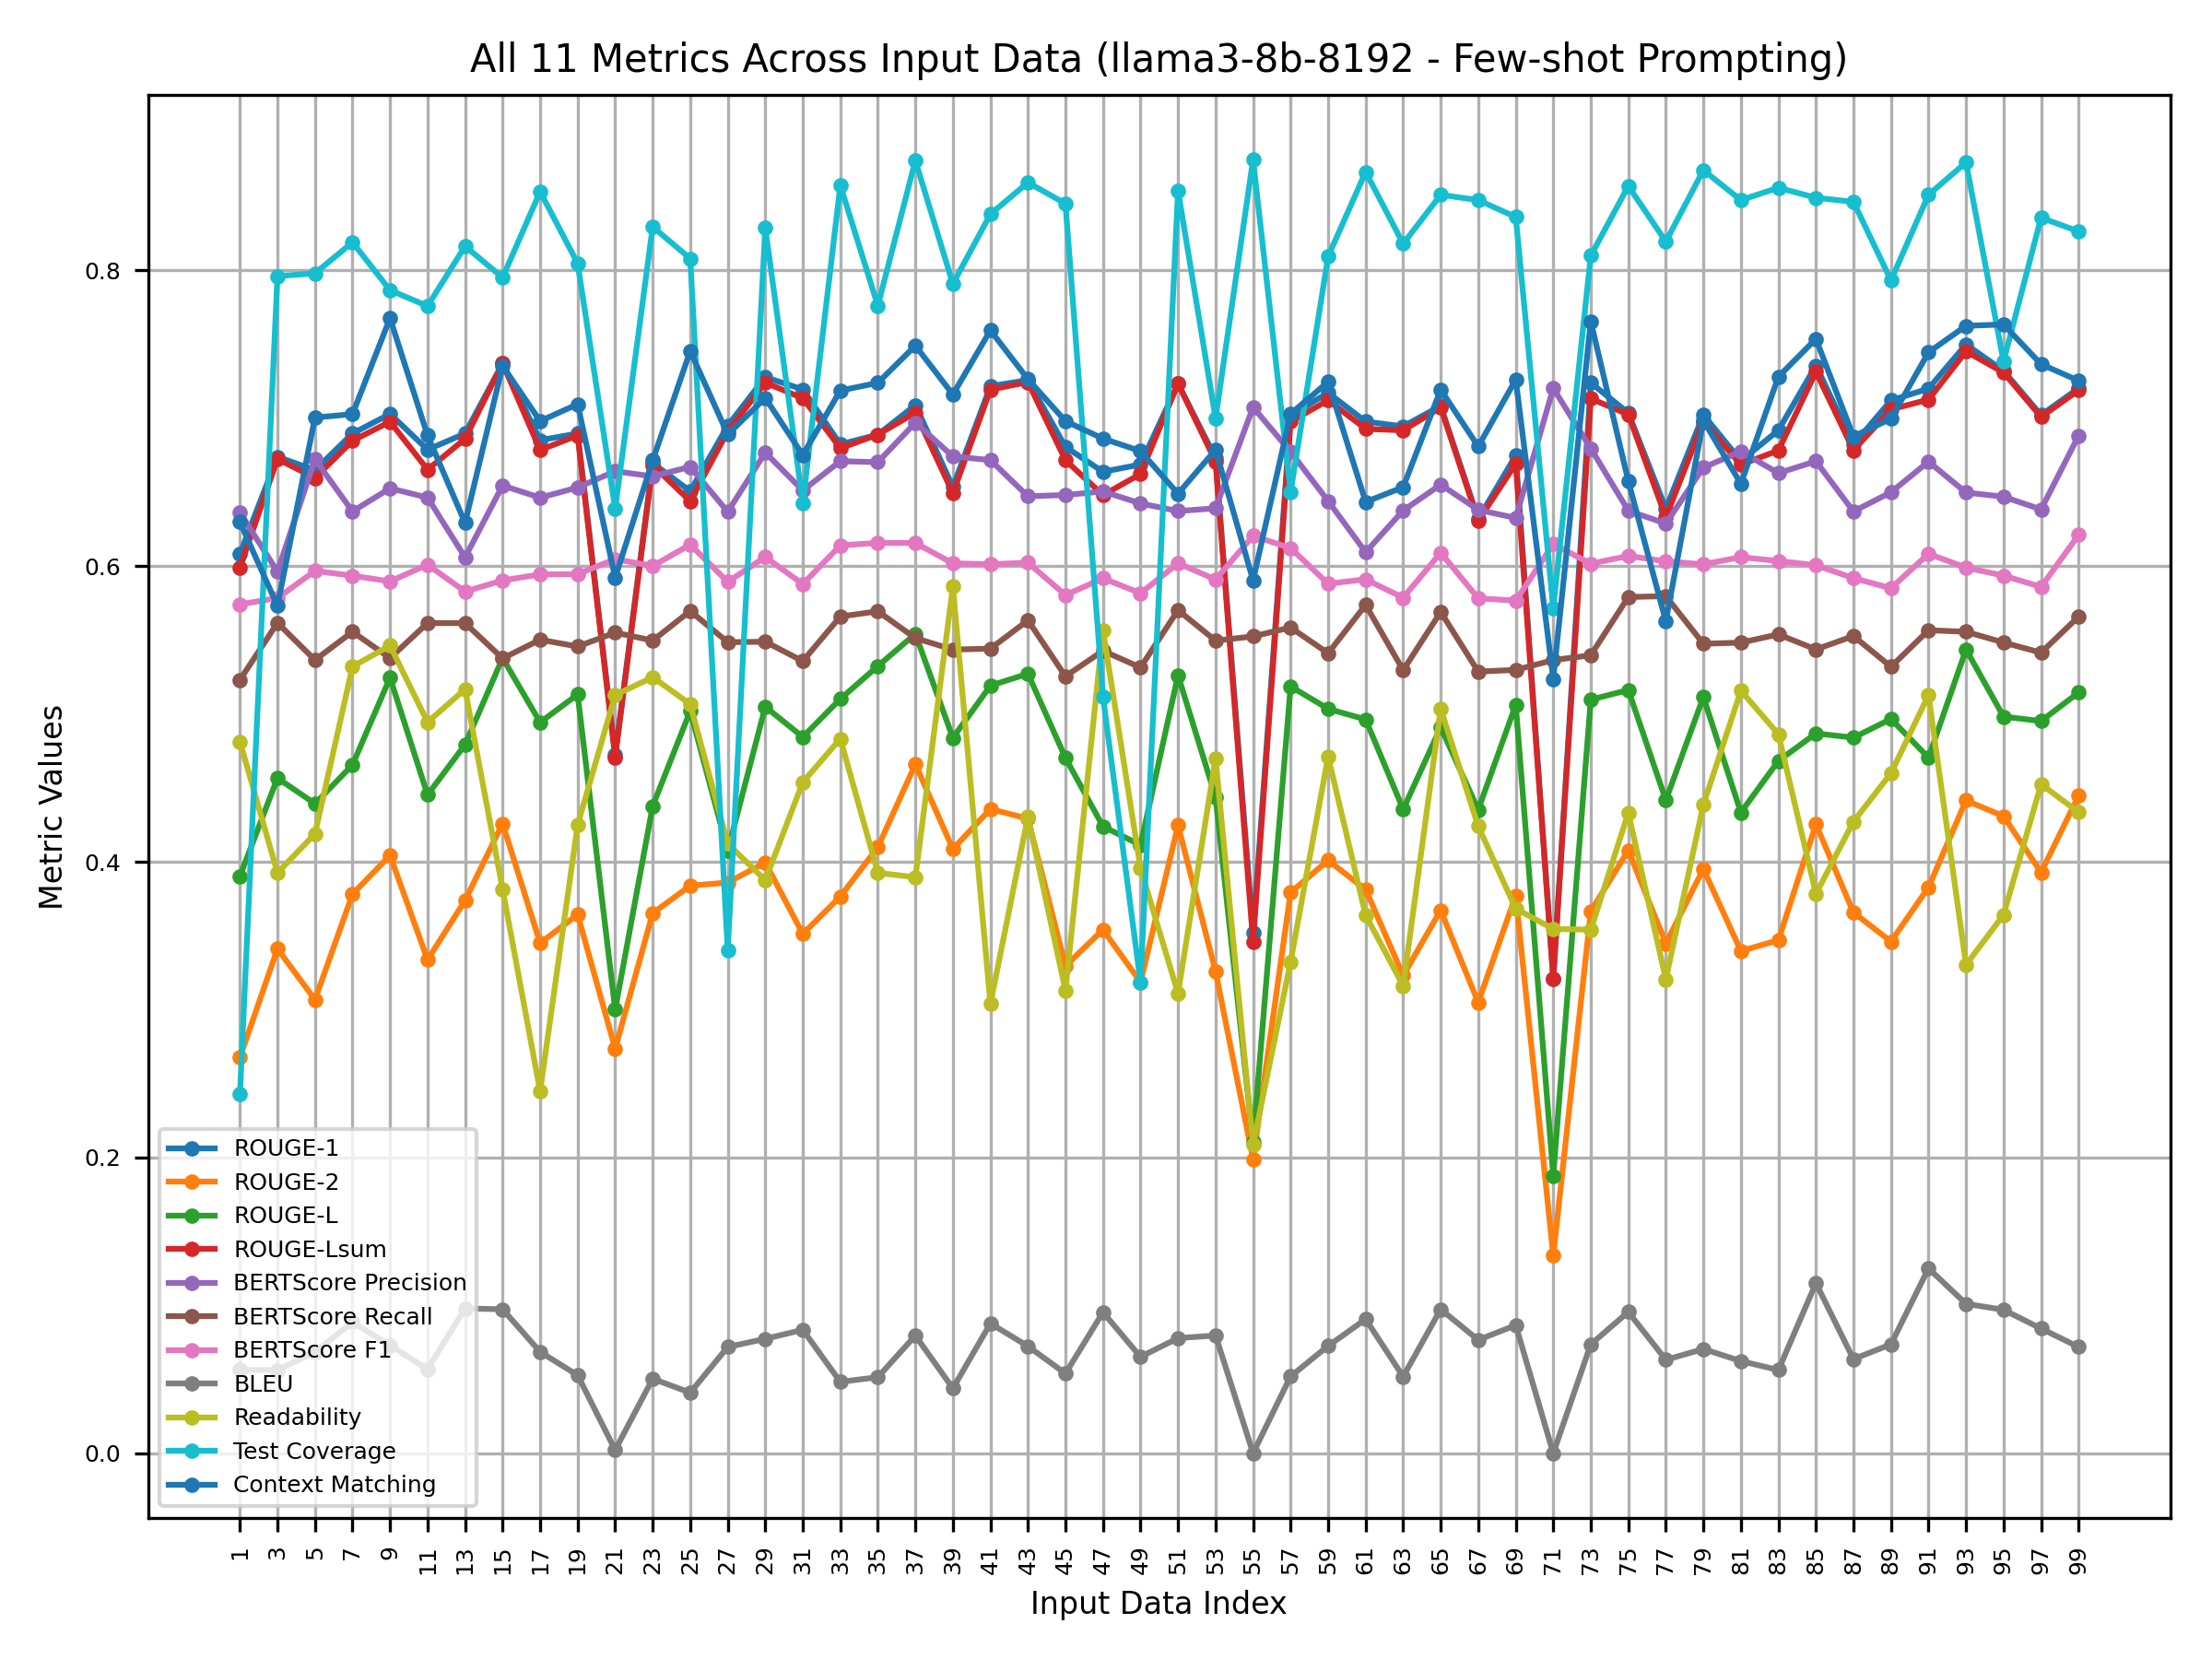 All 11 Metrics Across Input Data (llama3-8b-8192 - Few-shot Prompting)
Metric Values
0.8
0.6
0.4
0.2
0.0
ROUGE-1
ROUGE-2
ROUGE-L
ROUGE-Lsum
BERTScore Precision
BERTScore Recall
BERTScore F1
BLEU
Readability
Test Coverage
Context Matching
1 3 5 7 9 11 13 15 17 19 21 23 25 27 29 31 33 35 37 39 41 43 45 47 49 51 53 55 57 59 61 63 65 67 69 71 73 75 77 79 81 83 85 87 89 91 93 95 97 99
Input Data Index